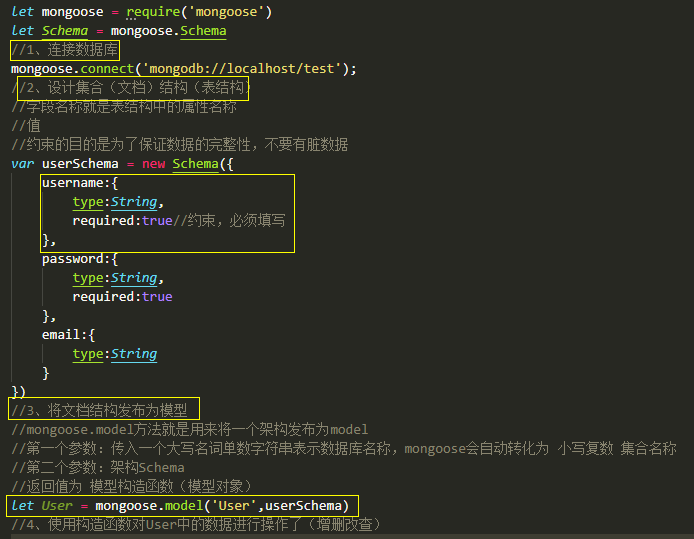 let mongoose = require('mongoose')
let Schema = mongoose.Schema
//1、连接数据库
mongoose.connect('mongodb://localhost/test');
//2、设计集合（文档）结构（表结构）
//字段名称就是表结构中的属性名称
//值
//约束的目的是为了保证数据的完整性，不要有脏数据
var userSchema = new Schema({
username:{
type:String,
required:true//约束，必须填写
},
password:{
type:String,
required:true
},
email:{
type:String
}
})
//3、将文档结构发布为模型
//mongoose.model方法就是用来将一个架构发布为model
//第一个参数：传入一个大写名词单数字符串表示数据库名称，mongoose会自动转化为 小写复数 集合名称
//第二个参数：架构Schema
//返回值为 模型构造函数（模型对象）
let User = mongoose.model('User',userSchema)
//4、使用构造函数对User中的数据进行操作了（增删改查）